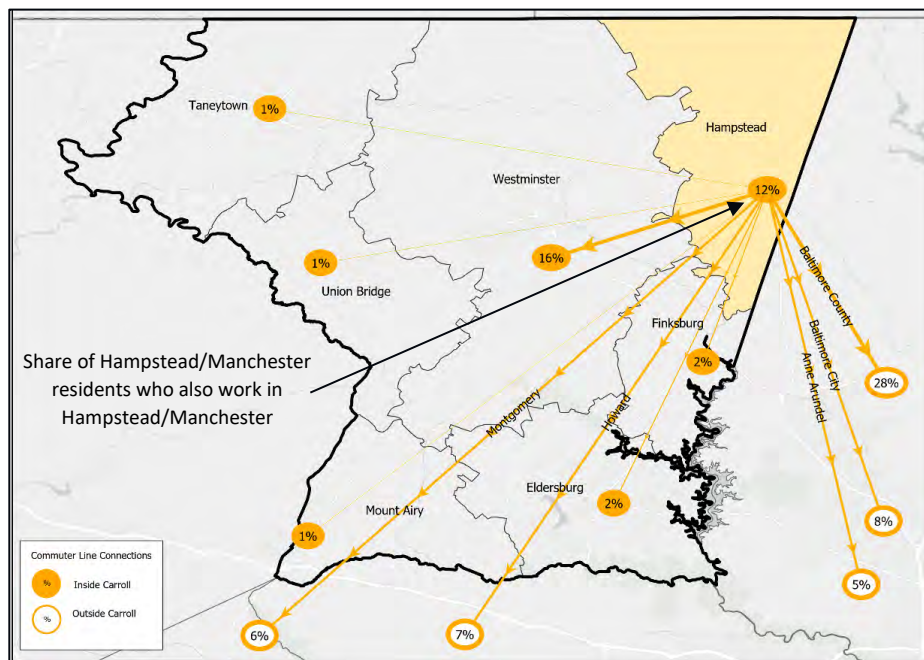 Taneytown
1%
Hampstead
Westminster
12%
16%
1%
Union Bridge
Baltimore County
Finksburg
Share of Hampstead/Manchester
residents who also work in
Hampstead/Manchester
2%
Baltimore City
Anne Arundel
28%
Montgomery
Howard
Eldersburg
2%
Mount Airy
8%
1%
5%
6%
7%
Commuter Line Connections
% Inside Carroll
% Outside Carroll